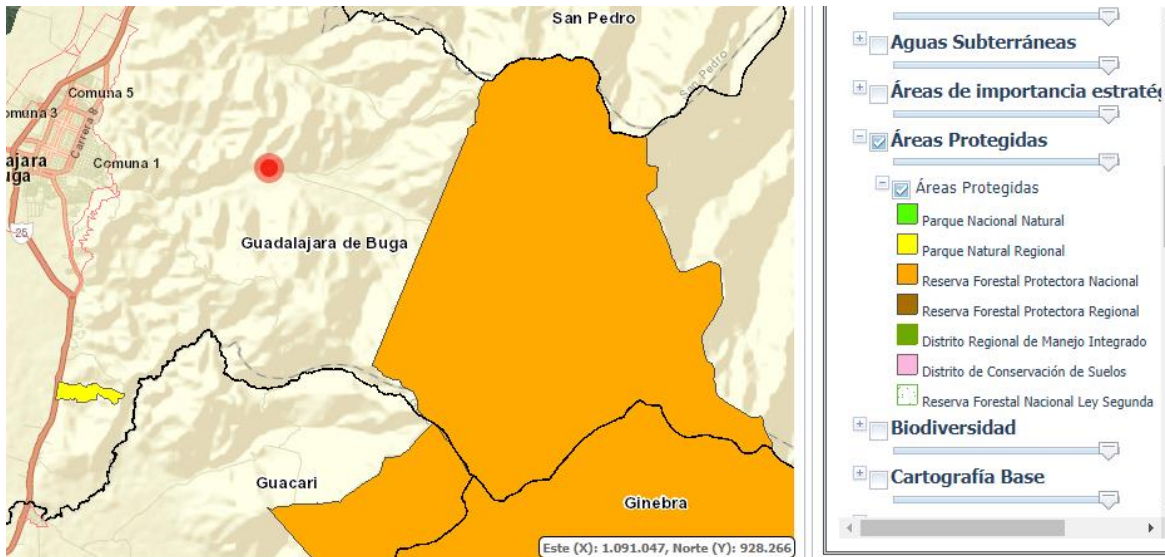 San Pedro
San Pedro
Comuna 5
omuna 3
Carrera 8
ajara
uga
Comuna 1
25
Guadalajara de Buga
Guacari
Ginebra
Este (X): 1.091.047, Norte (Y): 928.266
Aguas Subterráneas
Áreas de importancia estratég
Áreas Protegidas
Áreas Protegidas
Parque Nacional Natural
Parque Natural Regional
Reserva Forestal Protectora Nacional
Reserva Forestal Protectora Regional
Distrito Regional de Manejo Integrado
Distrito de Conservación de Suelos
Reserva Forestal Nacional Ley Segunda
Biodiversidad
Cartografía Base